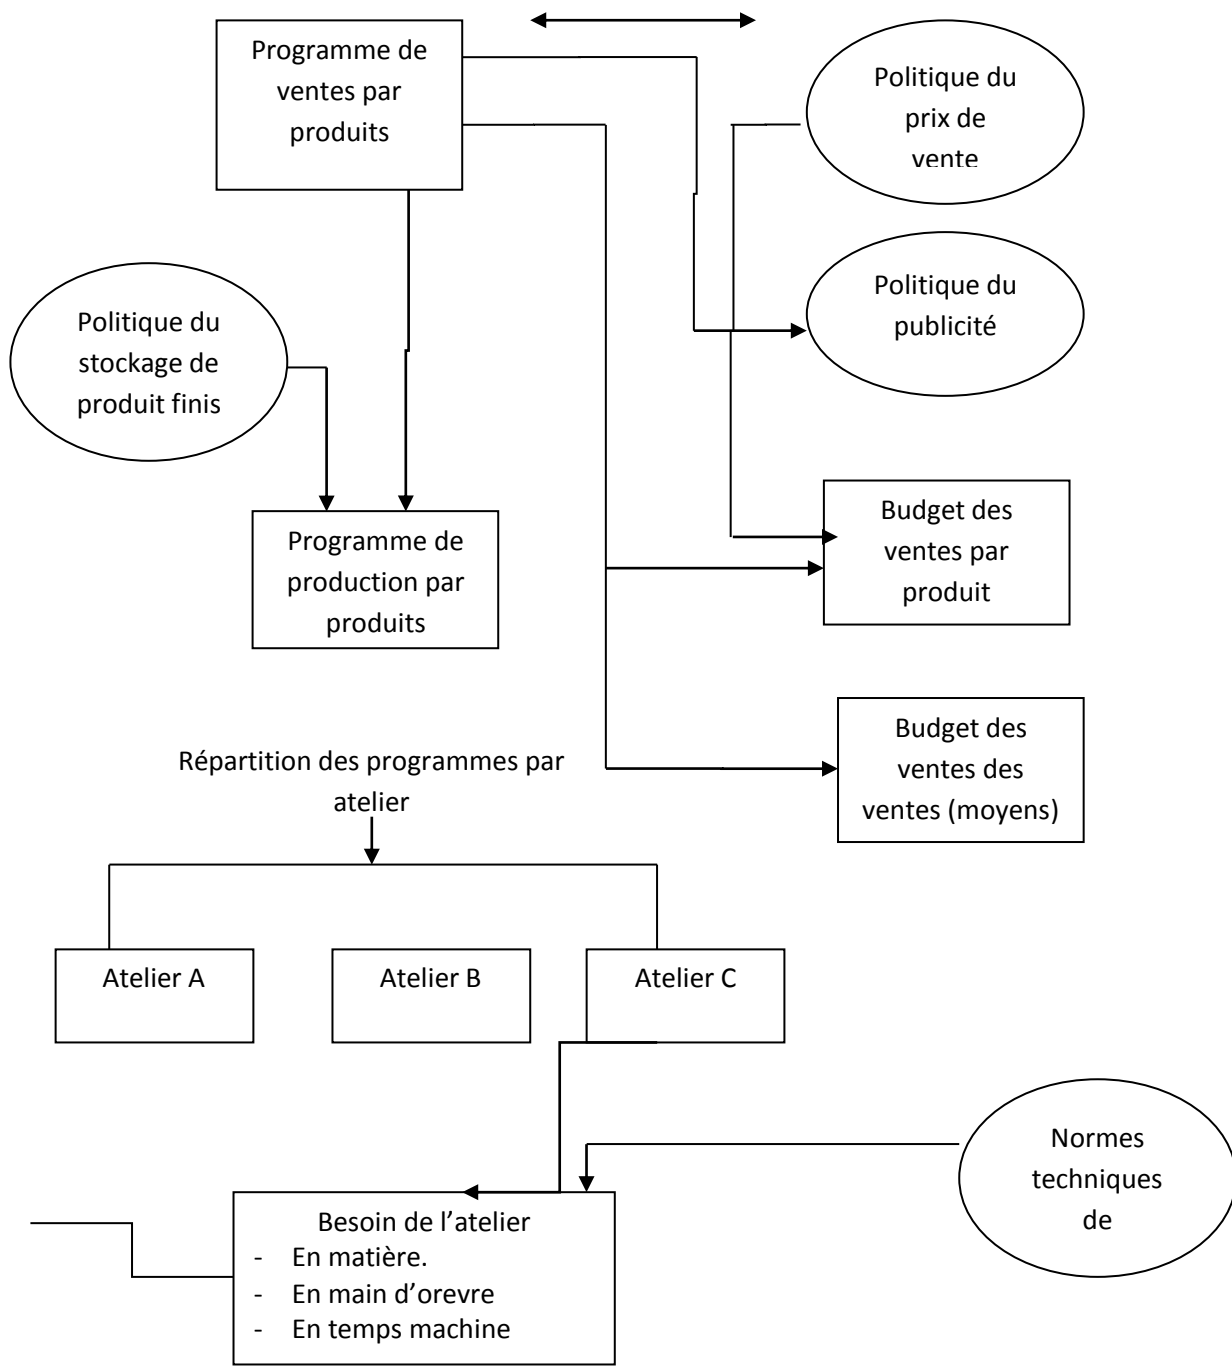 Programme de
ventes par
produits
Politique du
prix de
vente
Politique du
publicité
Politique du
stockage de
produit finis
Programme de
production par
produits
Budget des
ventes par
produit
Budget des
ventes des
ventes (moyens)
Répartition des programmes par
atelier
Atelier A
Atelier B
Atelier C
Normes
techniques
de
Besoin de l’atelier
- En matière.
- En main d’orevre
- En temps machine